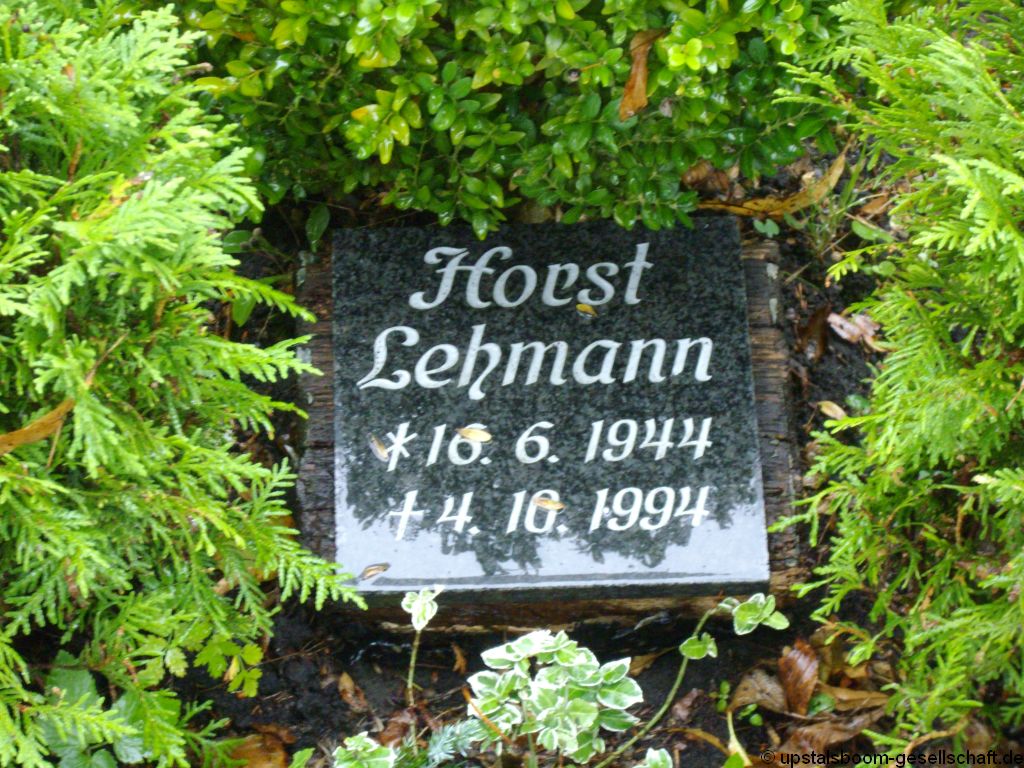 Horst
Lehmann
* 16. 6. 1944
† 4. 10. 1994
© upstalsboom-gesellschaft.de